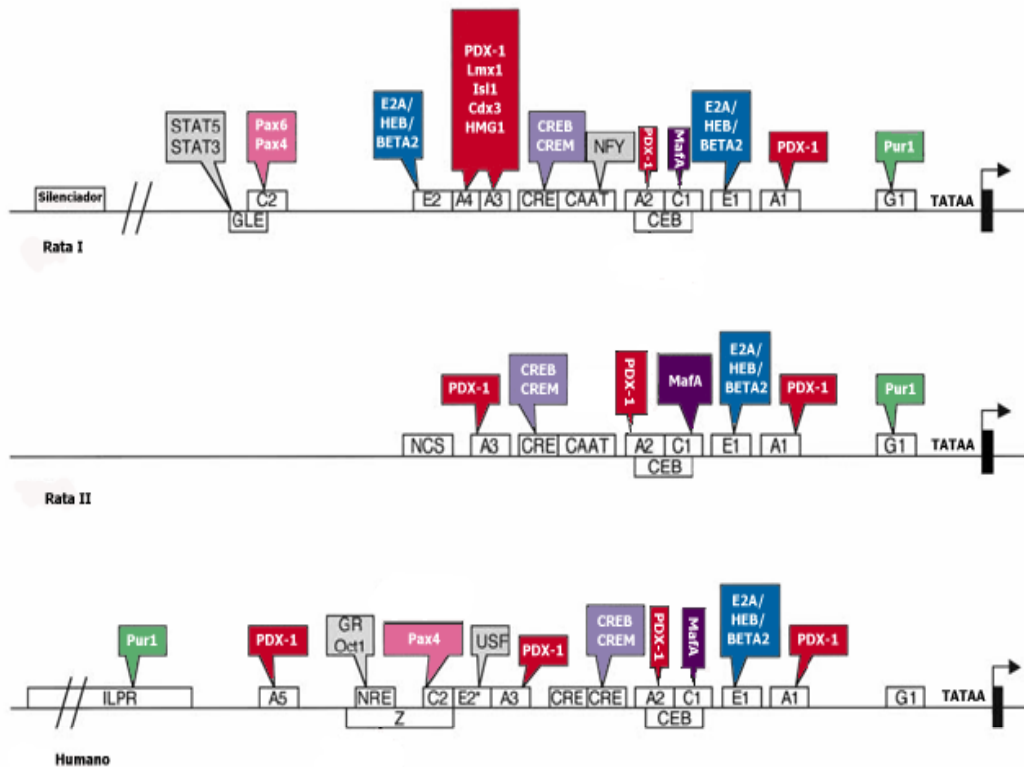 PDX-1
Lmx1
Isl1
Cdx3
HMG1
STAT5
STAT3
Pax6
Pax4
E2A/
HEB/
BETA2
CREB
CREM
NFY
PDX-1
MafA
E2A/
HEB/
BETA2
PDX-1
Pur1
Silenciador
GLE
C2
E2
A4
A3
CRE
CAAT
A2
C1
CEB
E1
A1
G1
TATAA
Rata I
PDX-1
CREB
CREM
PDX-1
MafA
E2A/
HEB/
BETA2
PDX-1
Pur1
NCS
A3
CRE
CAAT
A2
C1
CEB
E1
A1
G1
TATAA
Rata II
Pur1
PDX-1
GR
Oct1
Pax4
USF
PDX-1
CREB
CREM
PDX-1
MafA
E2A/
HEB/
BETA2
PDX-1
ILPR
A5
NRE
C2
E2*
Z
A3
CRE
CRE
A2
C1
CEB
E1
A1
G1
TATAA
Humano